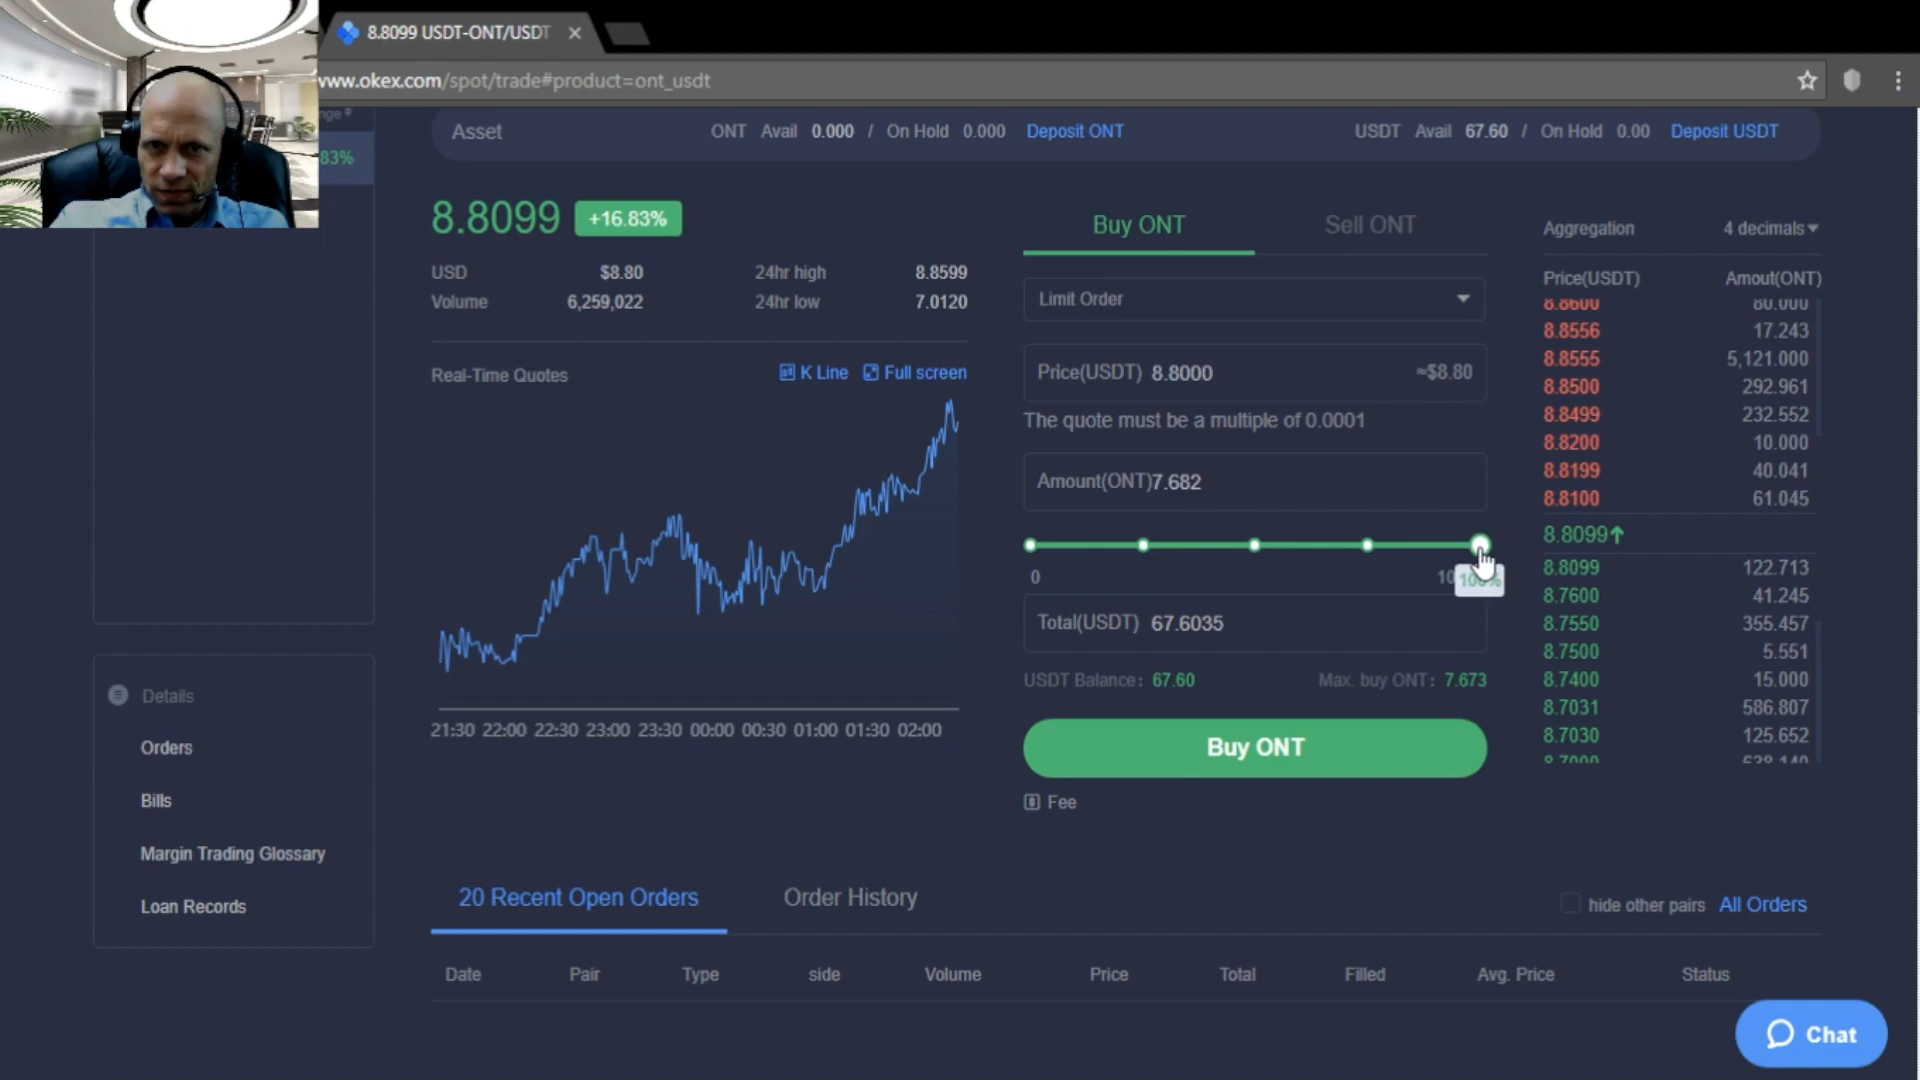 8.8099 USDT-ONT/USDT
www.okex.com/spot/trade#product=ont_usdt
83%
Asset ONT Avail 0.000 / On Hold 0.000 Deposit ONT USDT Avail 67.60 / On Hold 0.00 Deposit USDT
8.8099 +16.83%
USD $8.80 24hr high 8.8599
Volume 6,259,022 24hr low 7.0120
Real-Time Quotes K Line Full screen
21:30 22:00 22:30 23:00 23:30 00:00 00:30 01:00 01:30 02:00
Buy ONT Sell ONT
Limit Order
Price(USDT) 8.8000 ≈$8.80
The quote must be a multiple of 0.0001
Amount(ONT) 7.682
0
100%
Total(USDT) 67.6035
USDT Balance: 67.60 Max. buy ONT: 7.673
Buy ONT
Fee
Aggregation 4 decimals
Price(USDT) Amout(ONT)
8.8600 80.000
8.8556 17.243
8.8555 5,121.000
8.8500 292.961
8.8499 232.552
8.8200 10.000
8.8199 40.041
8.8100 61.045
8.8099
8.8099 122.713
8.7600 41.245
8.7550 355.457
8.7500 5.551
8.7400 15.000
8.7031 586.807
8.7030 125.652
8.7000 638.140
Details
Orders
Bills
Margin Trading Glossary
Loan Records
20 Recent Open Orders Order History hide other pairs All Orders
Date Pair Type side Volume Price Total Filled Avg. Price Status
Chat